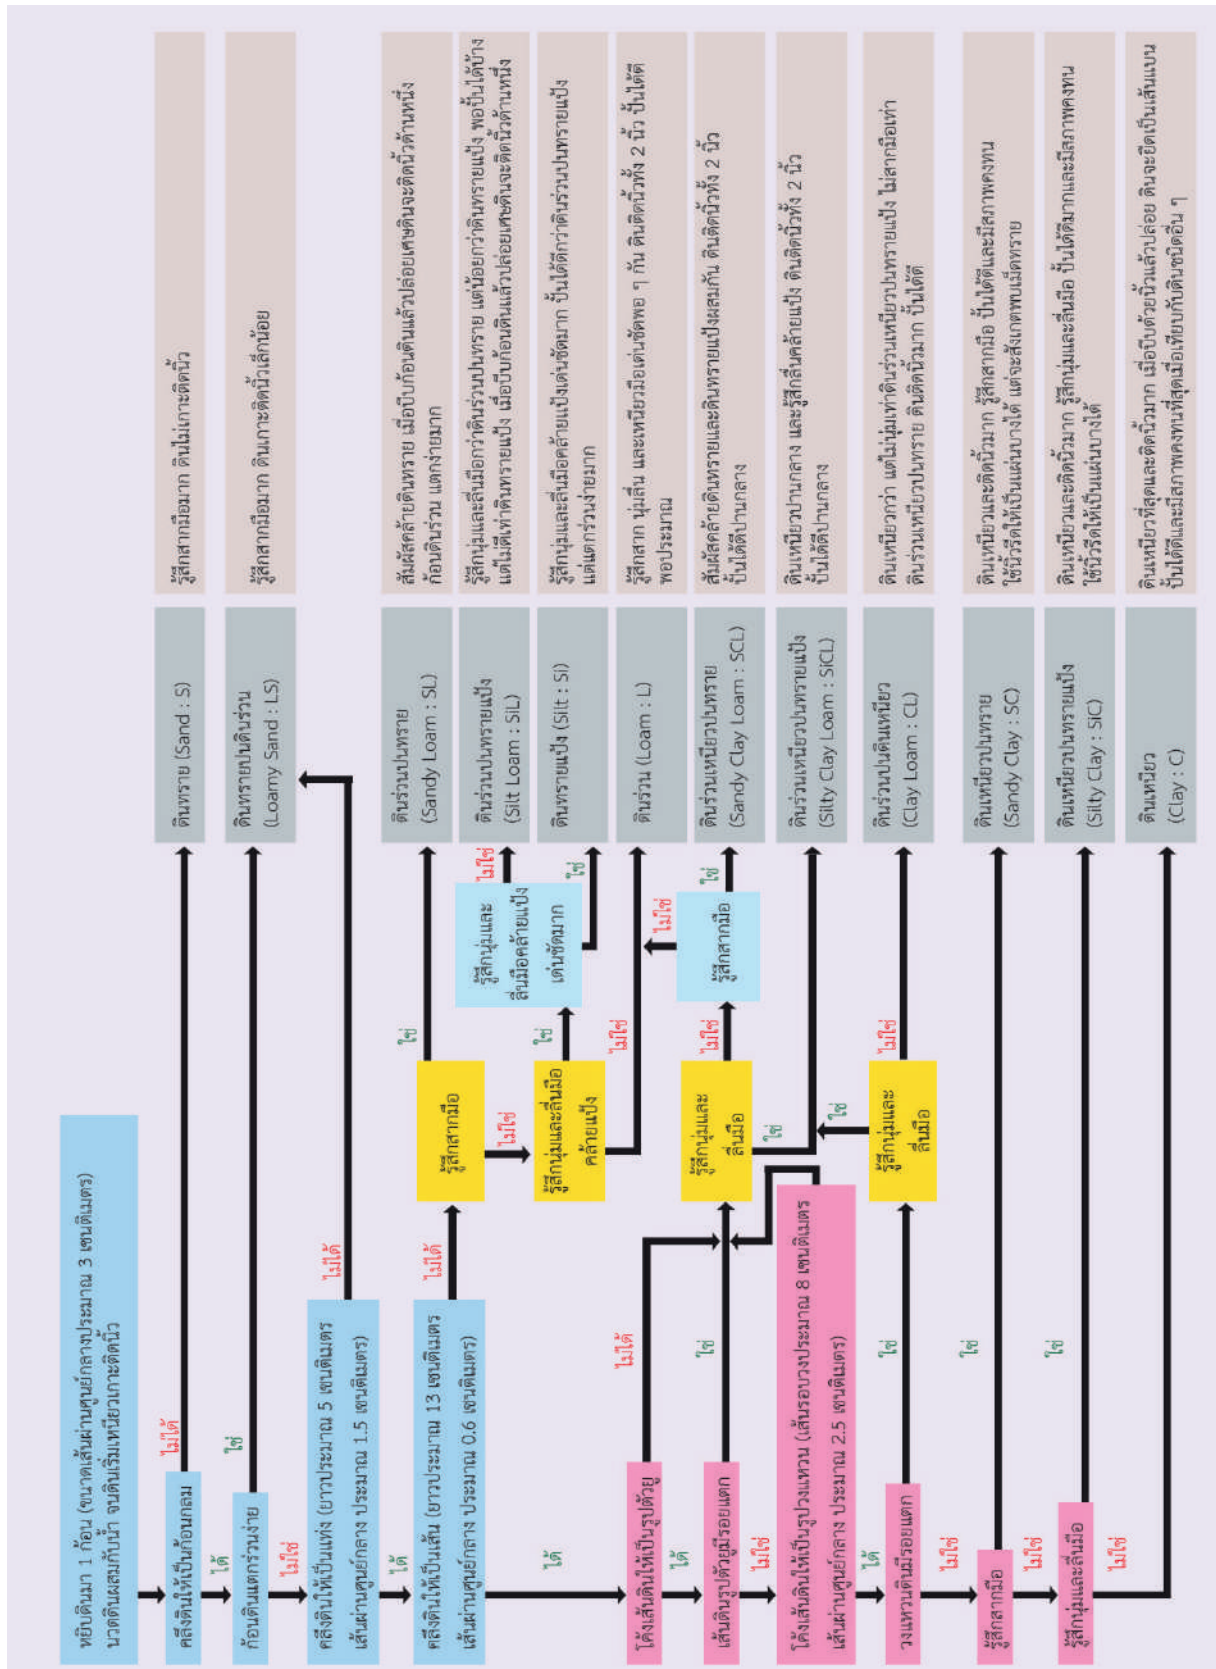 หยิบดินมา 1 ก้อน (ขนาดเส้นผ่านศูนย์กลางประมาณ 3 เซนติเมตร)
นวดดินผสมกับน้ำ จนดินเริ่มเหนียวเกาะติดนิ้ว
คลึงดินให้เป็นก้อนกลม
ไม่ได้
ดินทราย (Sand : S)
รู้สึกสากมือมาก ดินไม่เกาะติดนิ้ว
ได้
ก้อนดินแตกร่วนง่าย
ใช่
ดินทรายปนดินร่วน
(Loamy Sand : LS)
รู้สึกสากมือมาก ดินเกาะติดนิ้วเล็กน้อย
ไม่ใช่
คลึงดินให้เป็นแท่ง (ยาวประมาณ 5 เซนติเมตร
เส้นผ่านศูนย์กลาง ประมาณ 1.5 เซนติเมตร)
ไม่ได้
ได้
คลึงดินให้เป็นเส้น (ยาวประมาณ 13 เซนติเมตร
เส้นผ่านศูนย์กลาง ประมาณ 0.6 เซนติเมตร)
ไม่ได้
รู้สึกสากมือ
ใช่
ดินร่วนปนทราย
(Sandy Loam : SL)
สัมผัสคล้ายดินทราย เมื่อบีบก้อนดินแล้วปล่อยเศษดินจะติดนิ้วด้านหนึ่ง
ก้อนดินร่วน แตกง่ายมาก
ไม่ใช่
รู้สึกนุ่มและลื่นมือ
คล้ายแป้ง
ใช่
รู้สึกนุ่มและ
ลื่นมือคล้ายแป้ง
เด่นชัดมาก
ไม่ใช่
ดินร่วนปนทรายแป้ง
(Silt Loam : SiL)
รู้สึกนุ่มและลื่นมือกว่าดินร่วนปนทราย แต่น้อยกว่าดินทรายแป้ง พอปั้นได้บ้าง
แต่ไม่ดีเท่าดินทรายแป้ง เมื่อบีบก้อนดินแล้วปล่อยเศษดินจะติดนิ้วด้านหนึ่ง
ใช่
ดินทรายแป้ง (Silt : Si)
รู้สึกนุ่มและลื่นมือคล้ายแป้งเด่นชัดมาก ปั้นได้ดีกว่าดินร่วนปนทรายแป้ง
แต่แตกร่วนง่ายมาก
ไม่ใช่
ดินร่วน (Loam : L)
รู้สึกสาก นุ่มลื่น และเหนียวมือเด่นชัดพอ ๆ กัน ดินติดนิ้วทั้ง 2 นิ้ว ปั้นได้ดี
พอประมาณ
ได้
โค้งเส้นดินให้เป็นรูปตัวยู
ไม่ได้
ได้
เส้นดินรูปตัวยูมีรอยแตก
ใช่
รู้สึกนุ่มและ
ลื่นมือ
ไม่ใช่
รู้สึกสากมือ
ไม่ใช่
ใช่
ดินร่วนเหนียวปนทราย
(Sandy Clay Loam : SCL)
สัมผัสคล้ายดินทรายและดินทรายแป้งผสมกัน ดินติดนิ้วทั้ง 2 นิ้ว
ปั้นได้ดีปานกลาง
ใช่
ไม่ใช่
โค้งเส้นดินให้เป็นรูปวงแหวน (เส้นรอบวงประมาณ 8 เซนติเมตร
เส้นผ่านศูนย์กลาง ประมาณ 2.5 เซนติเมตร)
ดินร่วนเหนียวปนทรายแป้ง
(Silty Clay Loam : SiCL)
ดินเหนียวปานกลาง และรู้สึกลื่นคล้ายแป้ง ดินติดนิ้วทั้ง 2 นิ้ว
ปั้นได้ดีปานกลาง
ได้
วงแหวนดินมีรอยแตก
ใช่
รู้สึกนุ่มและ
ลื่นมือ
ใช่
ไม่ใช่
ดินร่วนปนดินเหนียว
(Clay Loam : CL)
ดินเหนียวกว่า แต่ไม่นุ่มเท่าดินร่วนเหนียวปนทรายแป้ง ไม่สากมือเท่า
ดินร่วนเหนียวปนทราย ดินติดนิ้วมาก ปั้นได้ดี
ไม่ใช่
รู้สึกสากมือ
ใช่
ดินเหนียวปนทราย
(Sandy Clay : SC)
ดินเหนียวและติดนิ้วมาก รู้สึกสากมือ ปั้นได้ดีและมีสภาพคงทน
ใช้นิ้วรีดให้เป็นแผ่นบางได้ แต่จะสังเกตพบเม็ดทราย
ไม่ใช่
รู้สึกนุ่มและลื่นมือ
ใช่
ดินเหนียวปนทรายแป้ง
(Silty Clay : SiC)
ดินเหนียวและติดนิ้วมาก รู้สึกนุ่มและลื่นมือ ปั้นได้ดีมากและมีสภาพคงทน
ใช้นิ้วรีดให้เป็นแผ่นบางได้
ไม่ใช่
ดินเหนียว
(Clay : C)
ดินเหนียวที่สุดและติดนิ้วมาก เมื่อบีบด้วยนิ้วแล้วปล่อย ดินจะยืดเป็นเส้นแบน
ปั้นได้ดีและมีสภาพคงทนที่สุดเมื่อเทียบกับดินชนิดอื่น ๆ